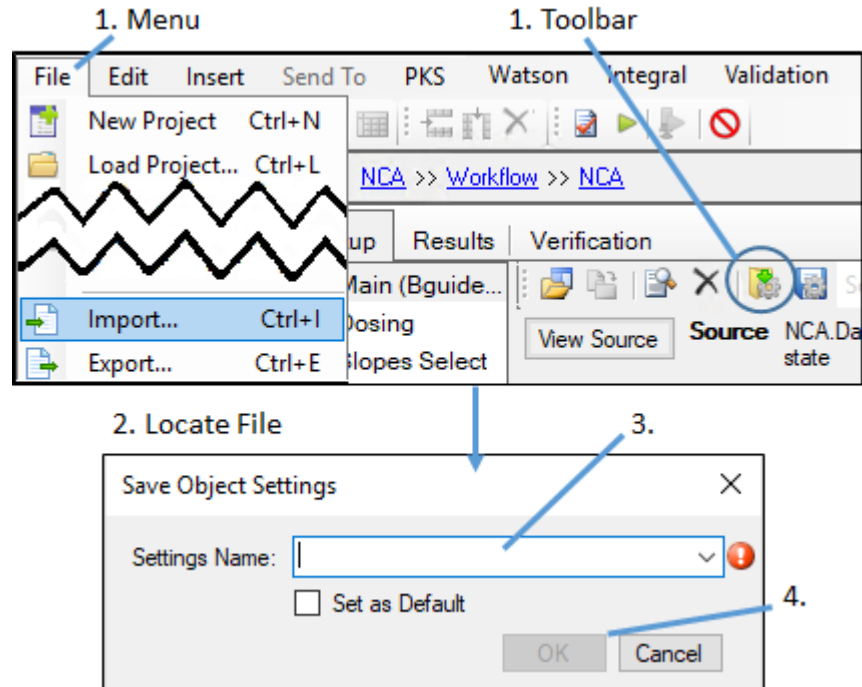 1. Menu
1. Toolbar
File Edit Insert Send To PKS Watson Integral Validation
New Project Ctrl+N
Load Project... Ctrl+L
NCA >> Workflow >> NCA
up Results Verification
Main (Bguide...
Import... Ctrl+I
Dosing
View Source Source NCA.Da
state
Export... Ctrl+E
Slopes Select
2. Locate File
3.
Save Object Settings
Settings Name:
Set as Default
4.
OK Cancel